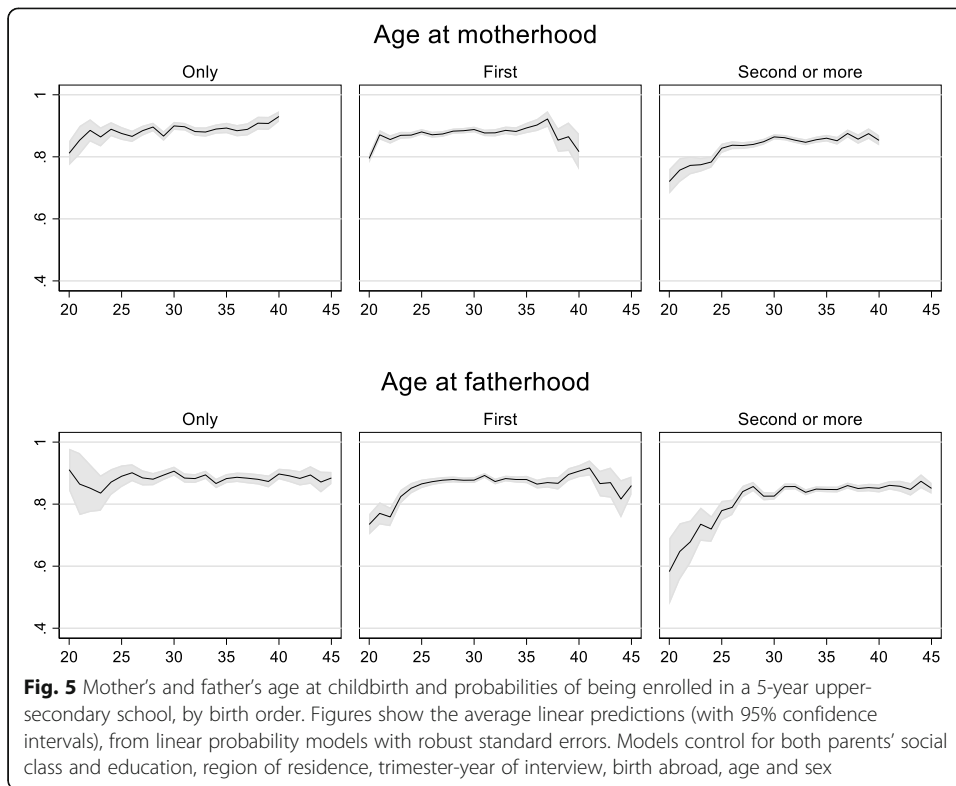 Age at motherhood
Only First Second or more
1
.8
.6
.4
20 25 30 35 40 45 20 25 30 35 40 45 20 25 30 35 40 45
Age at fatherhood
Only First Second or more
1
.8
.6
.4
20 25 30 35 40 45 20 25 30 35 40 45 20 25 30 35 40 45
Fig. 5 Mother's and father's age at childbirth and probabilities of being enrolled in a 5-year upper-
secondary school, by birth order. Figures show the average linear predictions (with 95% confidence
intervals), from linear probability models with robust standard errors. Models control for both parents' social
class and education, region of residence, trimester-year of interview, birth abroad, age and sex